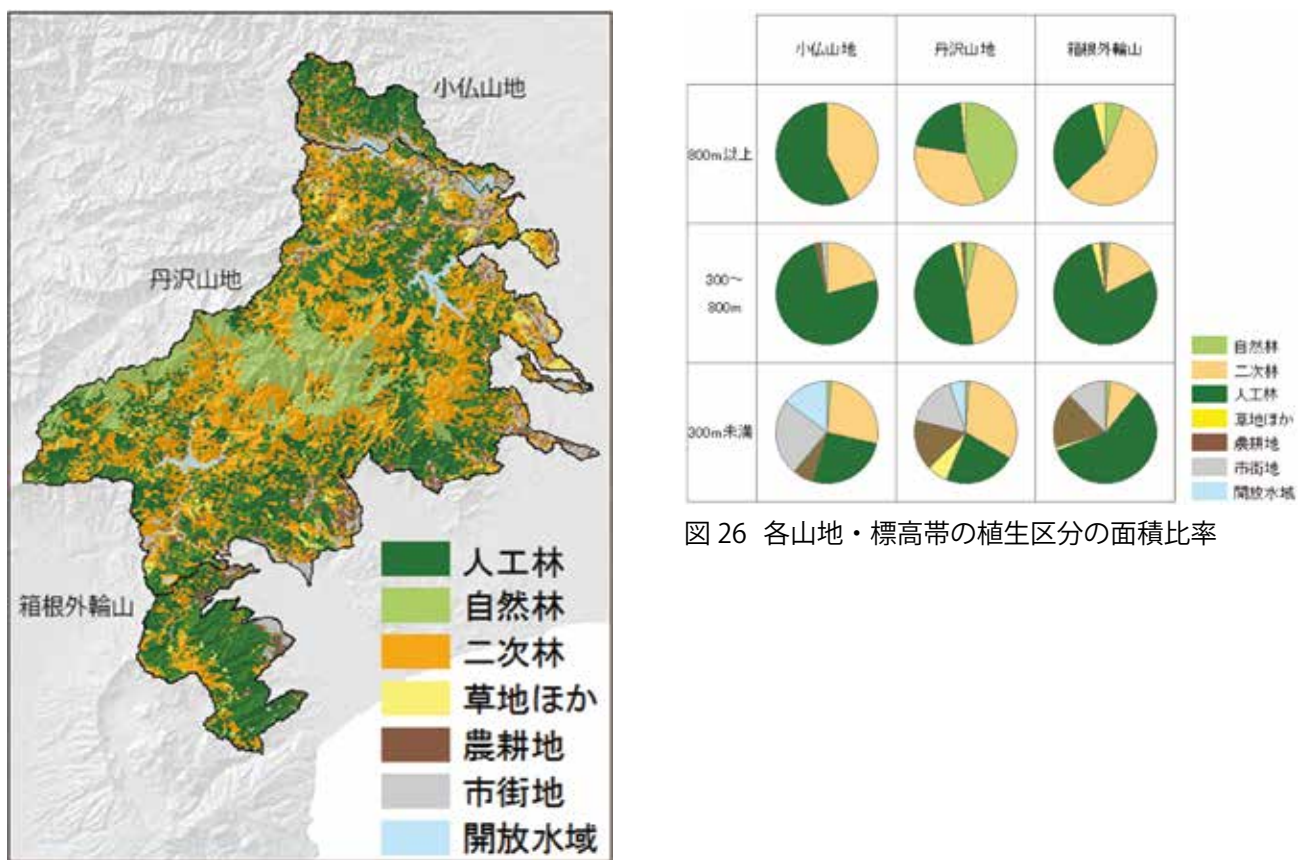 小仏山地
丹沢山地
箱根外輪山
人工林
自然林
二次林
草地ほか
農耕地
市街地
開放水域
小仏山地 丹沢山地 箱根外輪山
800m以上
300～
800m
300m未満
自然林
二次林
人工林
草地ほか
農耕地
市街地
開放水域
図 26 各山地・標高帯の植生区分の面積比率